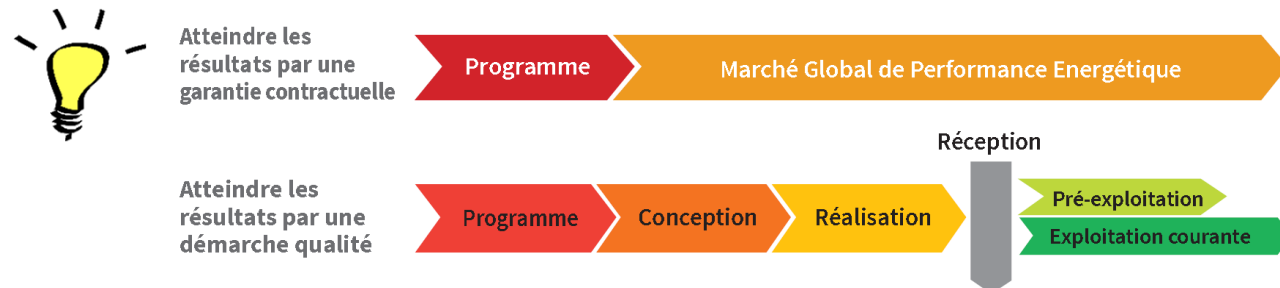 Atteindre les
résultats par une
garantie contractuelle
Programme
Marché Global de Performance Energétique
Réception
Atteindre les
résultats par une
démarche qualité
Programme
Conception
Réalisation
Pré-exploitation
Exploitation courante